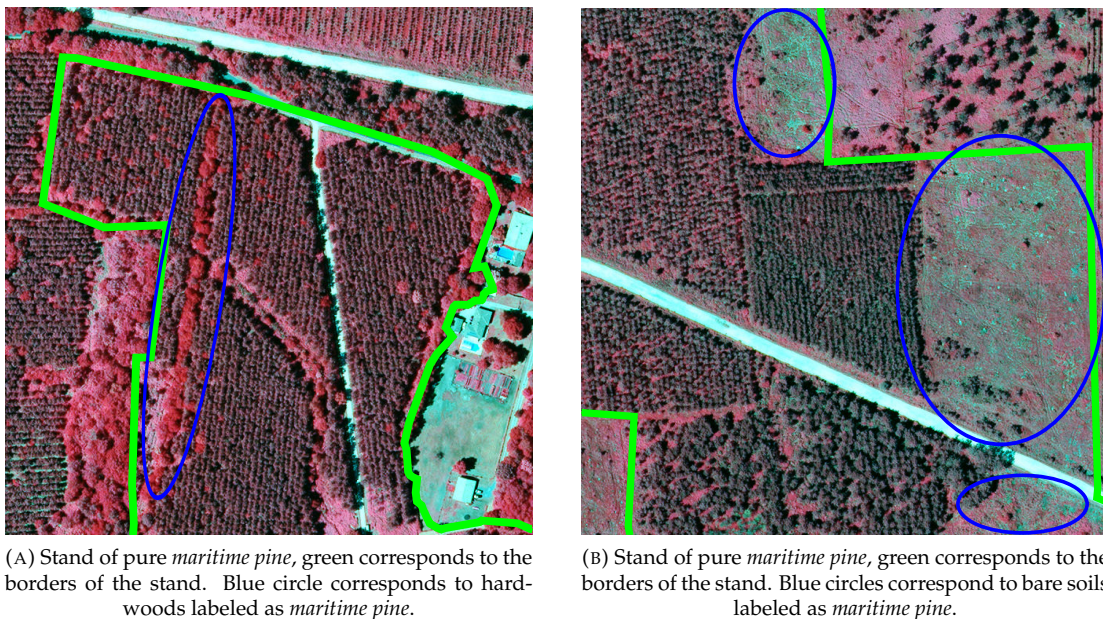 (A) Stand of pure maritime pine, green corresponds to the
borders of the stand. Blue circle corresponds to hard-
woods labeled as maritime pine.
(B) Stand of pure maritime pine, green corresponds to the
borders of the stand. Blue circles correspond to bare soils
labeled as maritime pine.